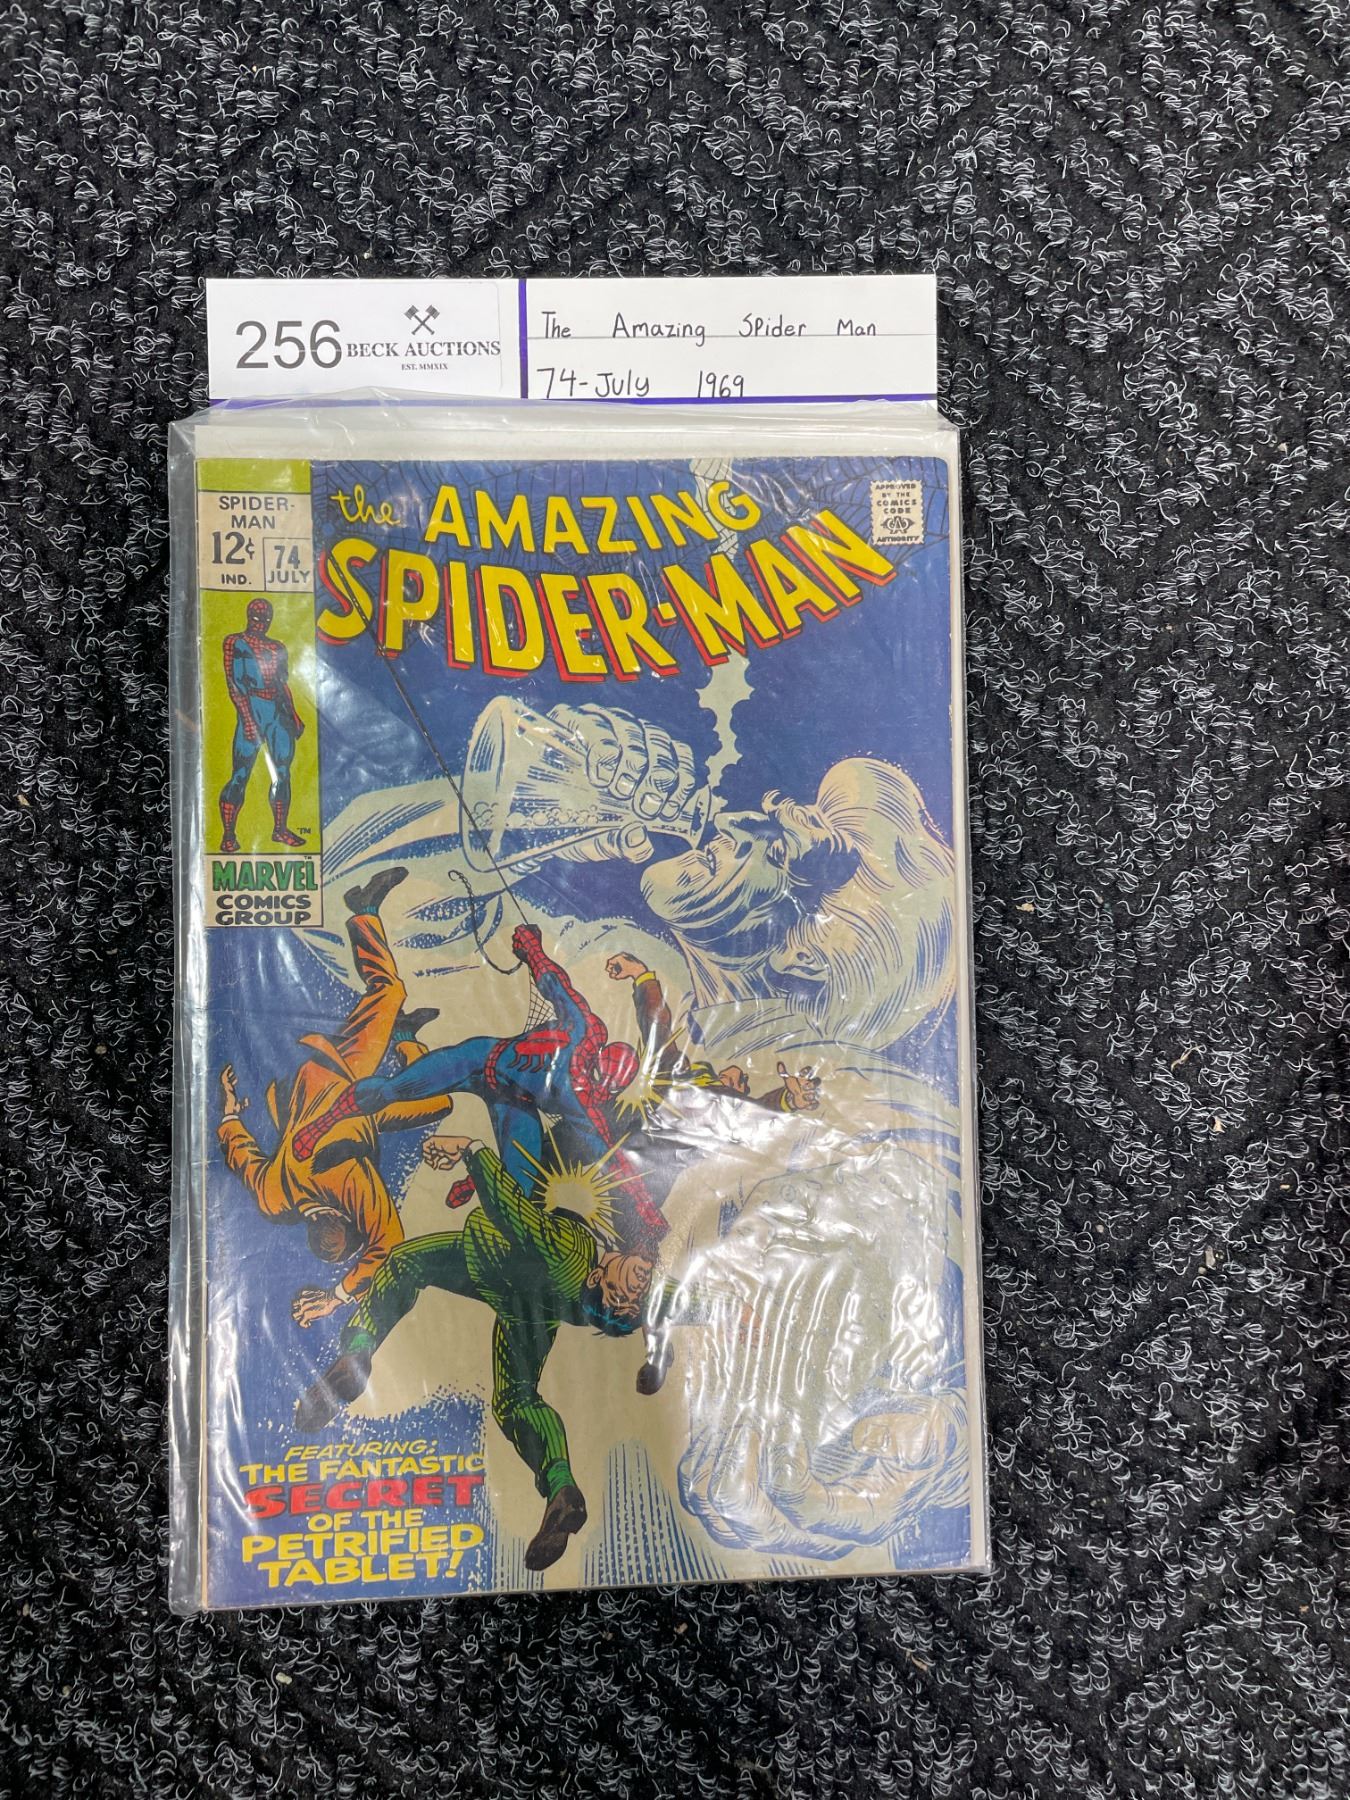 256
BECK AUCTIONS
EST. MMXIX
The Amazing Spider Man
74-July 1969
SPIDER-
MAN
12¢
IND.
74
JULY
the AMAZING
SPIDER-MAN
APPROVED
BY THE
COMICS
CODE
CA
AUTHORITY
TM
MARVEL
COMICS
GROUP
FEATURING:
THE FANTASTIC
SECRET
OF THE
PETRIFIED
TABLET!